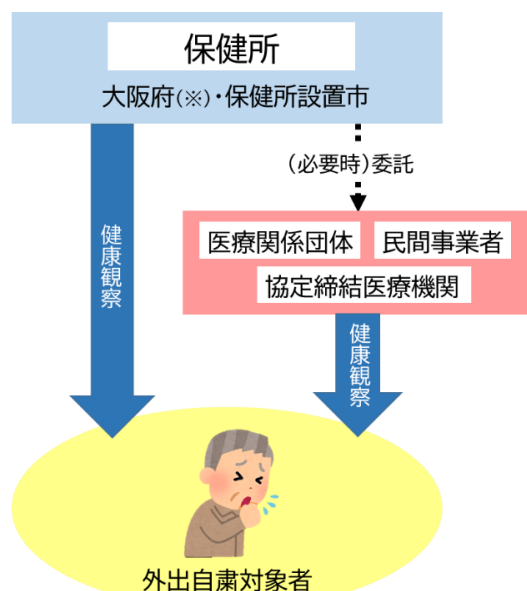 保健所
大阪府(※)・保健所設置市
(必要時)委託
医療関係団体
民間事業者
協定締結医療機関
健康観察
健康観察
外出自粛対象者